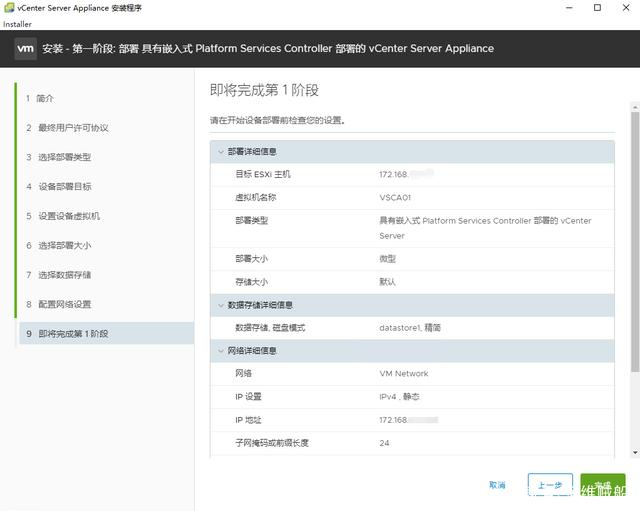 vCenter Server Appliance 安装程序
Installer
vm 安装 - 第一阶段: 部署 具有嵌入式 Platform Services Controller 部署的 vCenter Server Appliance
1 简介
2 最终用户许可协议
3 选择部署类型
4 设备部署目标
5 设置设备虚拟机
6 选择部署大小
7 选择数据存储
8 配置网络设置
9 即将完成第 1 阶段
即将完成第 1 阶段
请在开始设备部署前检查您的设置。
部署详细信息
目标 ESXi 主机 172.168.
虚拟机名称 VSCA01
部署类型 具有嵌入式 Platform Services Controller 部署的 vCenter
Server
部署大小 微型
存储大小 默认
数据存储详细信息
数据存储, 磁盘模式 datastore1, 精简
网络详细信息
网络 VM Network
IP 设置 IPv4 , 静态
IP 地址 172.168.
子网掩码或前缀长度 24
取消 上一步 完成